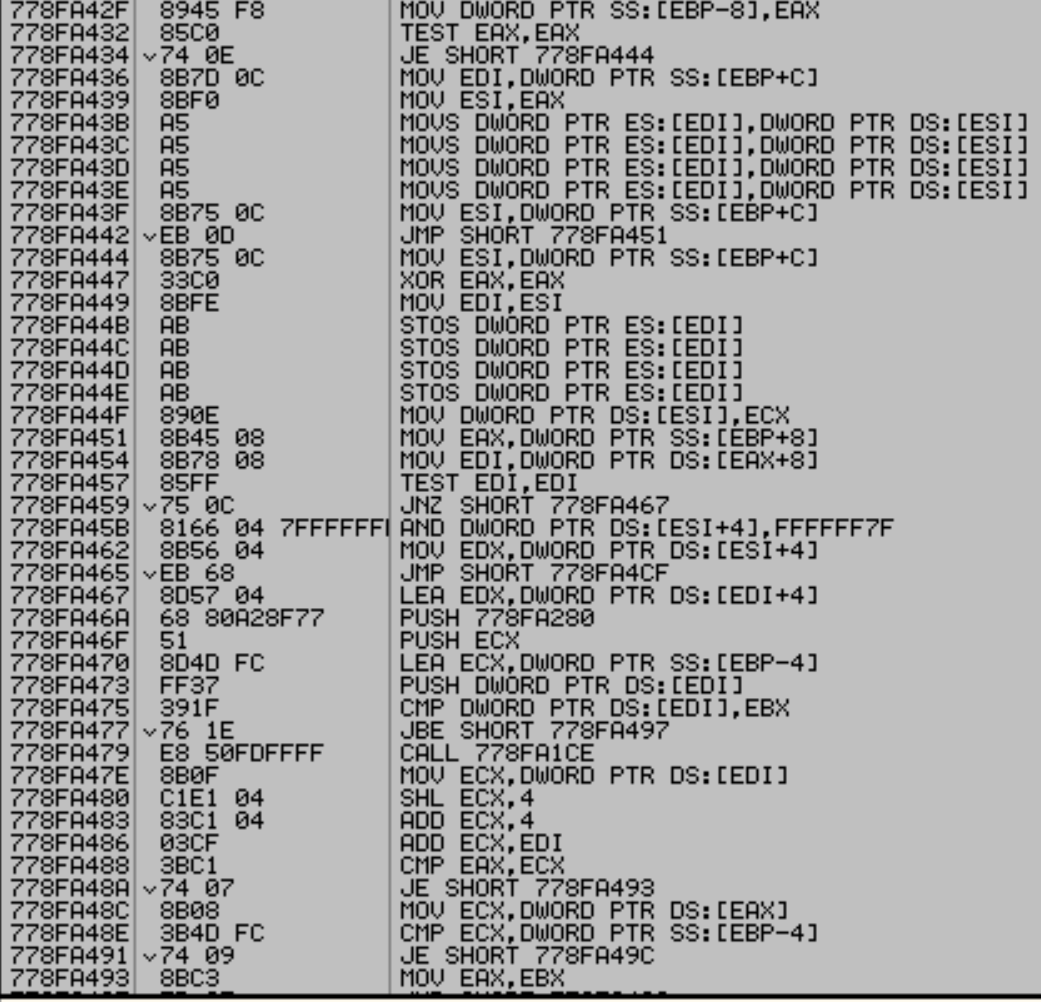 778FA42F 8945 F8 MOV DWORD PTR SS:[EBP-8],EAX
778FA432 85C0 TEST EAX,EAX
778FA434 74 0E JE SHORT 778FA444
778FA436 8B7D 0C MOV EDI,DWORD PTR SS:[EBP+C]
778FA439 8BF0 MOV ESI,EAX
778FA43B A5 MOVS DWORD PTR ES:[EDI],DWORD PTR DS:[ESI]
778FA43C A5 MOVS DWORD PTR ES:[EDI],DWORD PTR DS:[ESI]
778FA43D A5 MOVS DWORD PTR ES:[EDI],DWORD PTR DS:[ESI]
778FA43E A5 MOVS DWORD PTR ES:[EDI],DWORD PTR DS:[ESI]
778FA43F 8B75 0C MOV ESI,DWORD PTR SS:[EBP+C]
778FA442 EB 0D JMP SHORT 778FA451
778FA444 8B75 0C MOV ESI,DWORD PTR SS:[EBP+C]
778FA447 33C0 XOR EAX,EAX
778FA449 8BFE MOV EDI,ESI
778FA44B AB STOS DWORD PTR ES:[EDI]
778FA44C AB STOS DWORD PTR ES:[EDI]
778FA44D AB STOS DWORD PTR ES:[EDI]
778FA44E AB STOS DWORD PTR ES:[EDI]
778FA44F 890E MOV DWORD PTR DS:[ESI],ECX
778FA451 8B45 08 MOV EAX,DWORD PTR SS:[EBP+8]
778FA454 8B78 08 MOV EDI,DWORD PTR DS:[EAX+8]
778FA457 85FF TEST EDI,EDI
778FA459 75 0C JNZ SHORT 778FA467
778FA45B 8166 04 7FFFFFF AND DWORD PTR DS:[ESI+4],FFFFFF7F
778FA462 8B56 04 MOV EDX,DWORD PTR DS:[ESI+4]
778FA465 EB 68 JMP SHORT 778FA4CF
778FA467 8D57 04 LEA EDX,DWORD PTR DS:[EDI+4]
778FA46A 68 80A28F77 PUSH 778FA280
778FA46F 51 PUSH ECX
778FA470 8D4D FC LEA ECX,DWORD PTR SS:[EBP-4]
778FA473 FF37 PUSH DWORD PTR DS:[EDI]
778FA475 391F CMP DWORD PTR DS:[EDI],EBX
778FA477 76 1E JBE SHORT 778FA497
778FA479 E8 50FDFFFF CALL 778FA1CE
778FA47E 8B0F MOV ECX,DWORD PTR DS:[EDI]
778FA480 C1E1 04 SHL ECX,4
778FA483 83C1 04 ADD ECX,4
778FA486 03CF ADD ECX,EDI
778FA488 3BC1 CMP EAX,ECX
778FA48A 74 07 JE SHORT 778FA493
778FA48C 8B08 MOV ECX,DWORD PTR DS:[EAX]
778FA48E 3B4D FC CMP ECX,DWORD PTR SS:[EBP-4]
778FA491 74 09 JE SHORT 778FA49C
778FA493 8BC3 MOV EAX,EBX